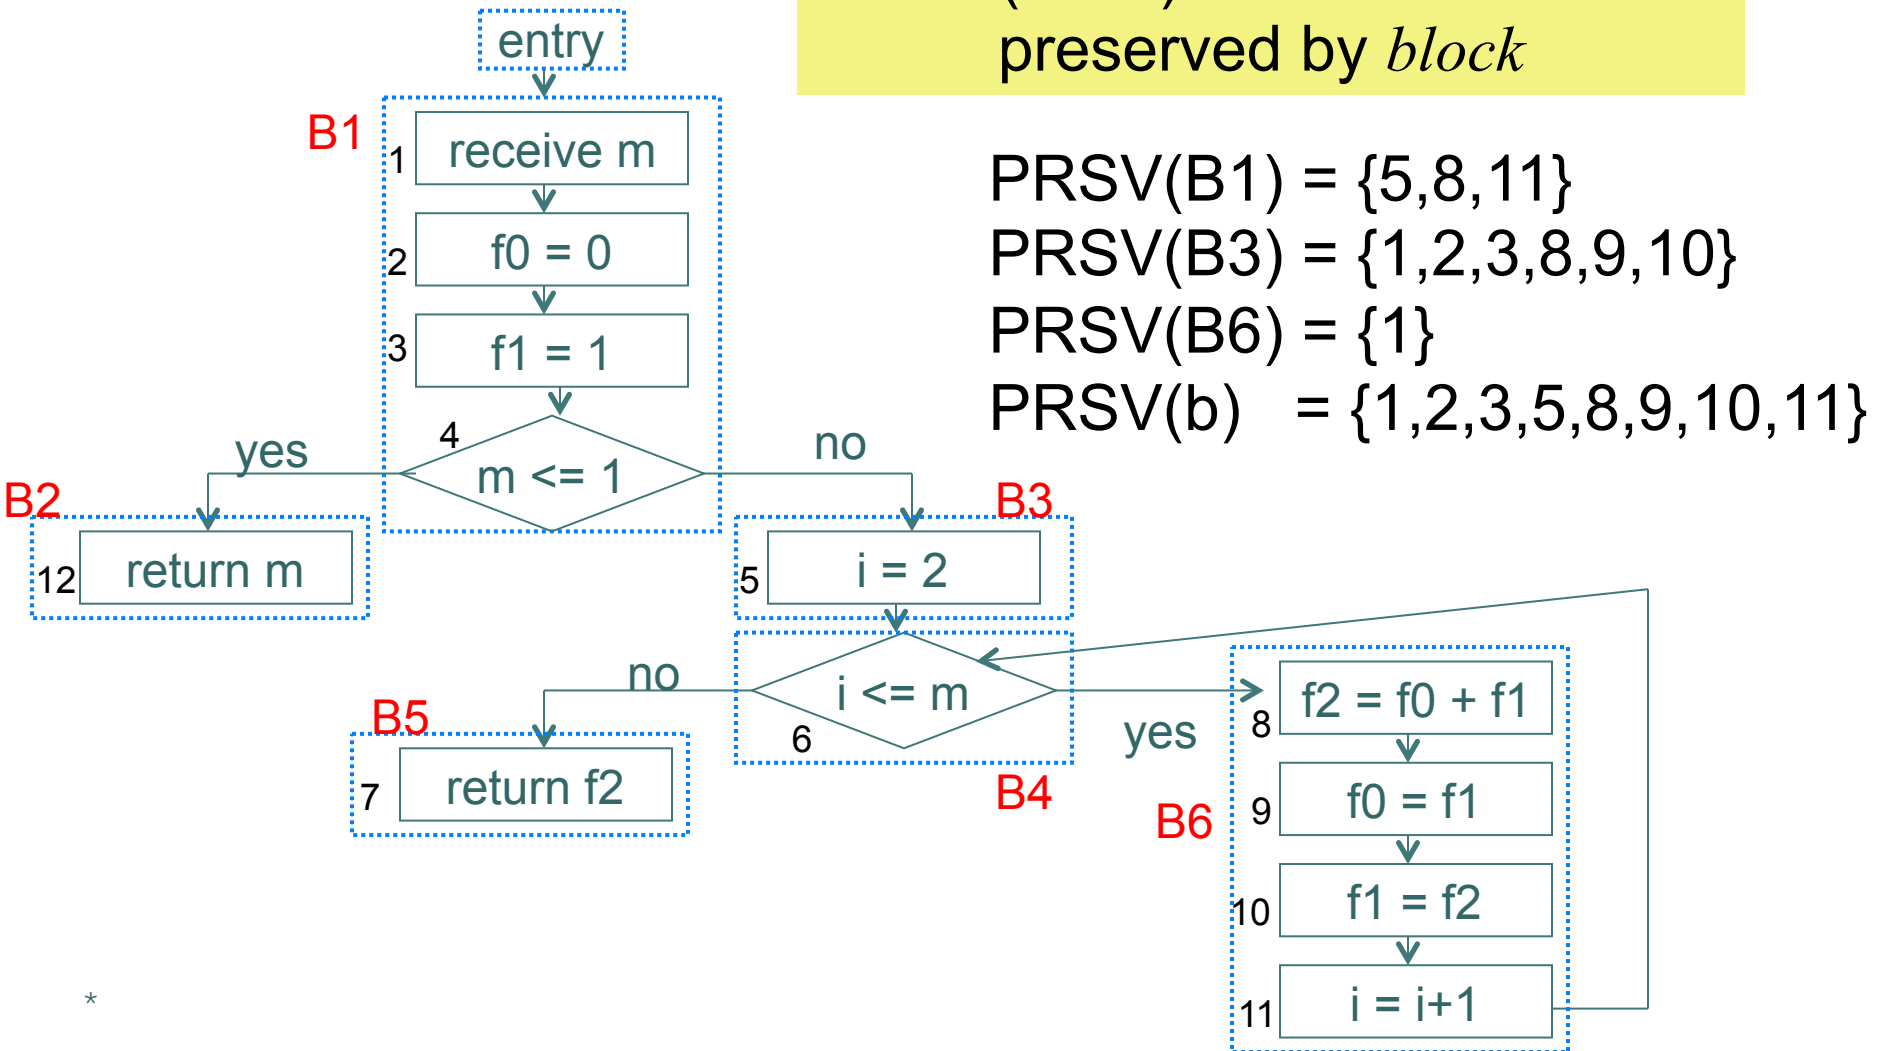 entry
preserved by block
B1
1
receive m
2
f0 = 0
3
f1 = 1
4
m <= 1
yes
no
PRSV(B1) = {5,8,11}
PRSV(B3) = {1,2,3,8,9,10}
PRSV(B6) = {1}
PRSV(b) = {1,2,3,5,8,9,10,11}
B2
12
return m
B3
5
i = 2
no
i <= m
6
yes
B4
B5
7
return f2
B6
8
f2 = f0 + f1
9
f0 = f1
10
f1 = f2
11
i = i+1
*